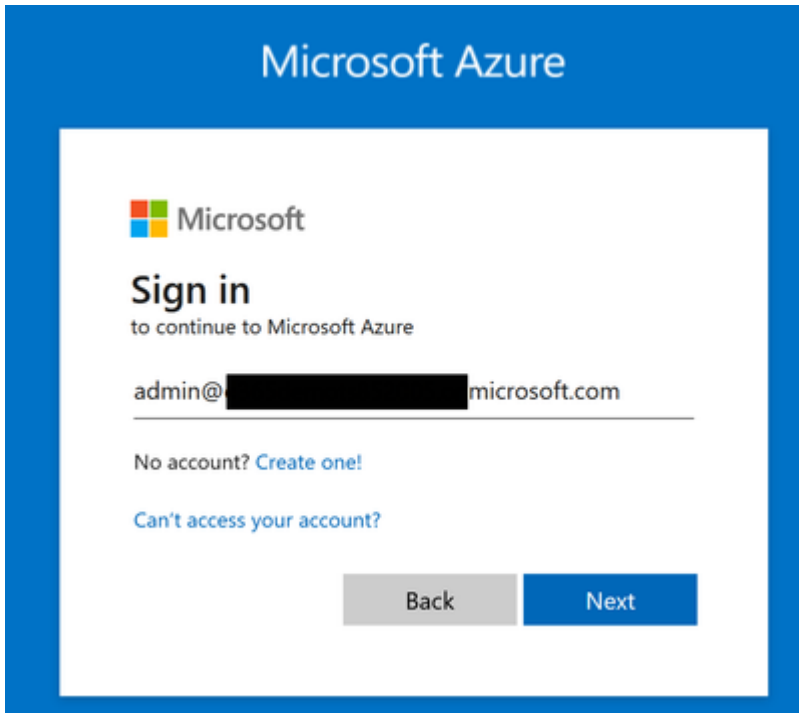 Microsoft Azure
Microsoft
Sign in
to continue to Microsoft Azure
admin@ microsoft.com
No account? Create one!
Can't access your account?
Back Next